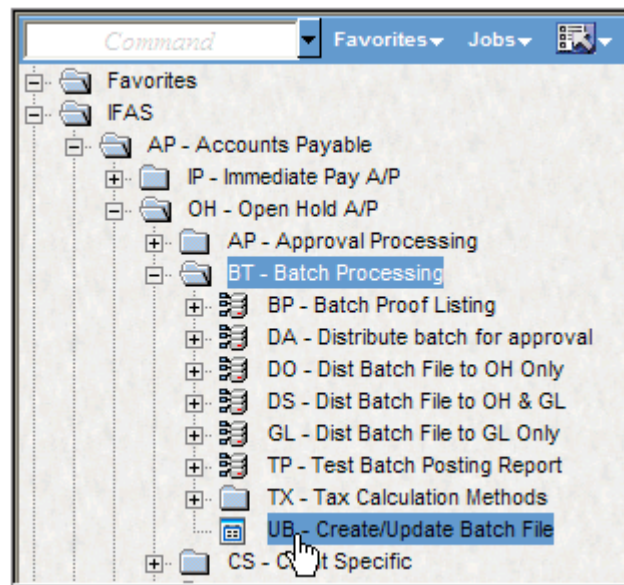 Command Favorites Jobs
Favorites
IFAS
AP - Accounts Payable
IP - Immediate Pay A/P
OH - Open Hold A/P
AP - Approval Processing
BT - Batch Processing
BP - Batch Proof Listing
DA - Distribute batch for approval
DO - Dist Batch File to OH Only
DS - Dist Batch File to OH & GL
GL - Dist Batch File to GL Only
TP - Test Batch Posting Report
TX - Tax Calculation Methods
UB - Create/Update Batch File
CS - Specific